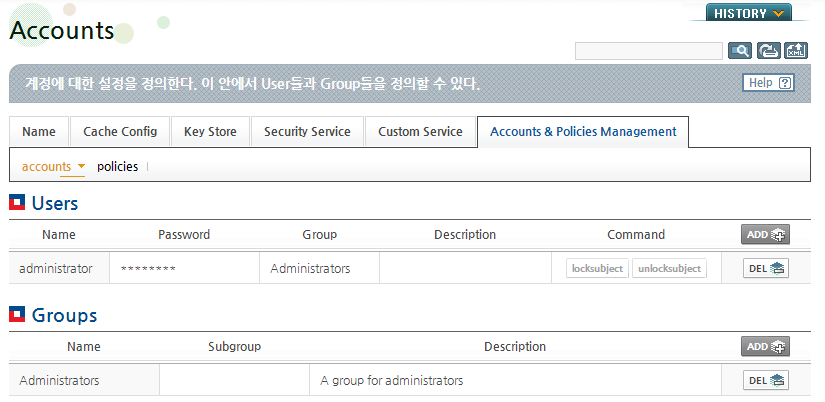 Accounts
HISTORY
계정에 대한 설정을 정의한다. 이 안에서 User들과 Group들을 정의할 수 있다.
Help ?
Name Cache Config Key Store Security Service Custom Service Accounts & Policies Management
accounts policies
Users
Name Password Group Description Command ADD
administrator ******** Administrators locksubject unlocksubject DEL
Groups
Name Subgroup Description ADD
Administrators A group for administrators DEL